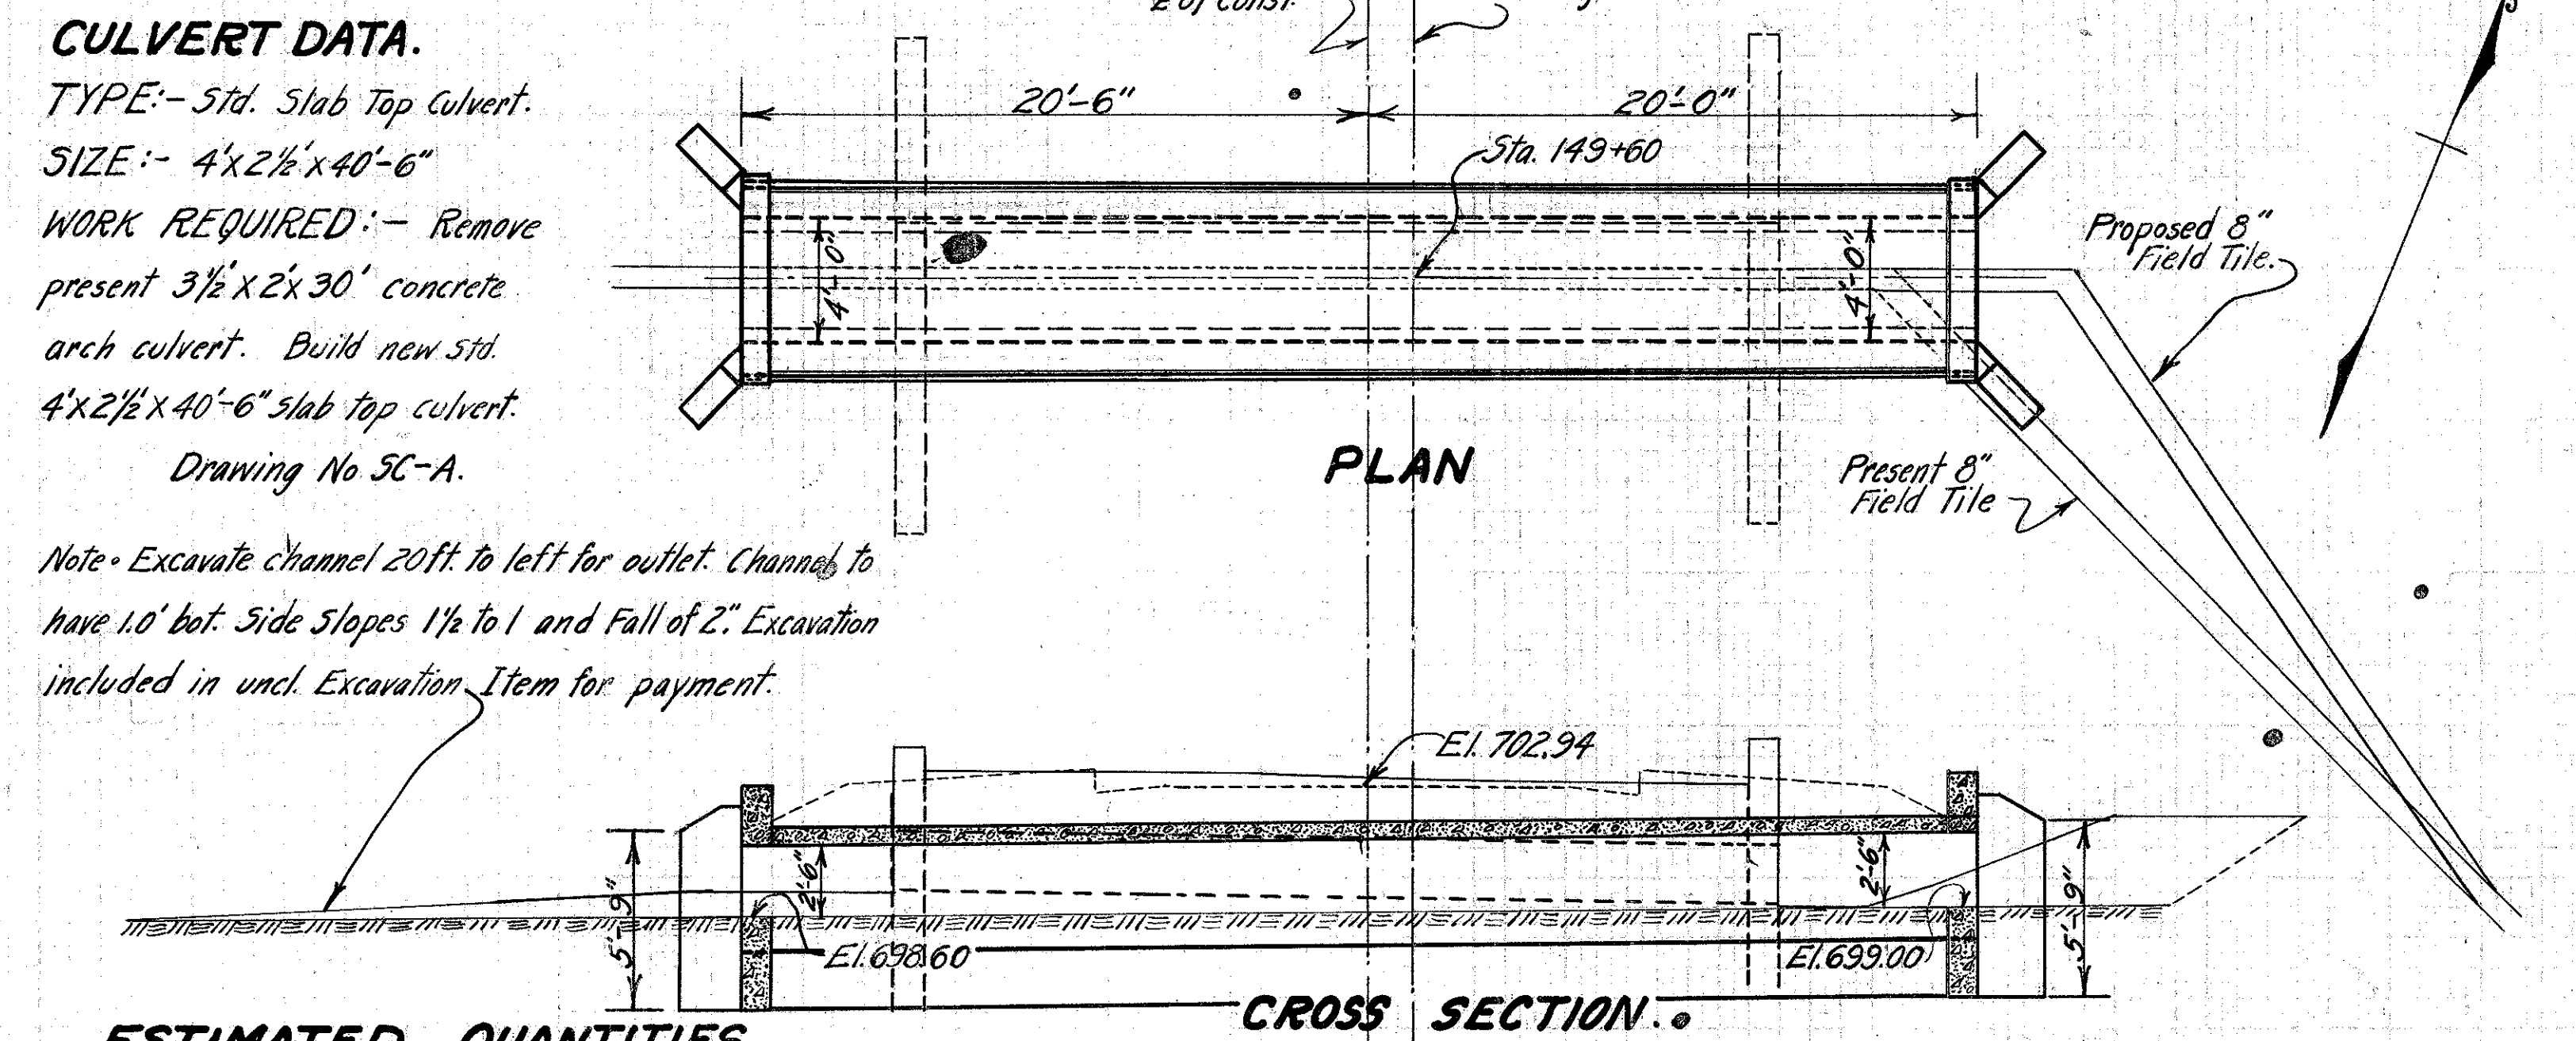 CULVERT DATA.
TYPE:- Std. Slab Top Culvert.
SIZE:- 4'x2½'x40'-6"
WORK REQUIRED:- Remove
present 3½'x2'x30' concrete
arch culvert. Build new std.
4'x2½'x40'-6" slab top culvert.
Drawing No SC-A.
Note. Excavate channel 20ft. to left for outlet. Channel to
have 1.0' bot. Side Slopes 1½ to 1 and Fall of 2". Excavation
included in uncl. Excavation Item for payment.
of Const.
20'-6"
20'-0"
Sta. 149+60
4'-0"
4'-0"
Proposed 8"
Field Tile.
PLAN
Present 8"
Field Tile
El. 702.94
2'-6"
2'-6"
5'-9"
5'-9"
El. 698.60
El. 699.00
CROSS SECTION.
ESTIMATED QUANTITIES